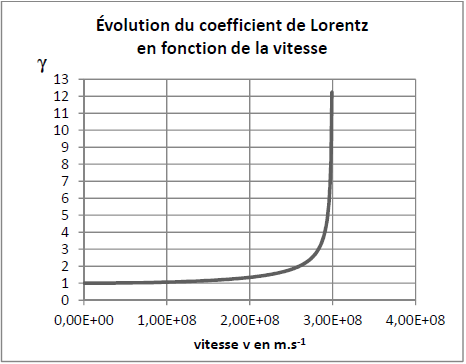 Évolution du coefficient de Lorentz
en fonction de la vitesse
γ
13
12
11
10
9
8
7
6
5
4
3
2
1
0
0,00E+00 1,00E+08 2,00E+08 3,00E+08 4,00E+08
vitesse v en m.s⁻¹